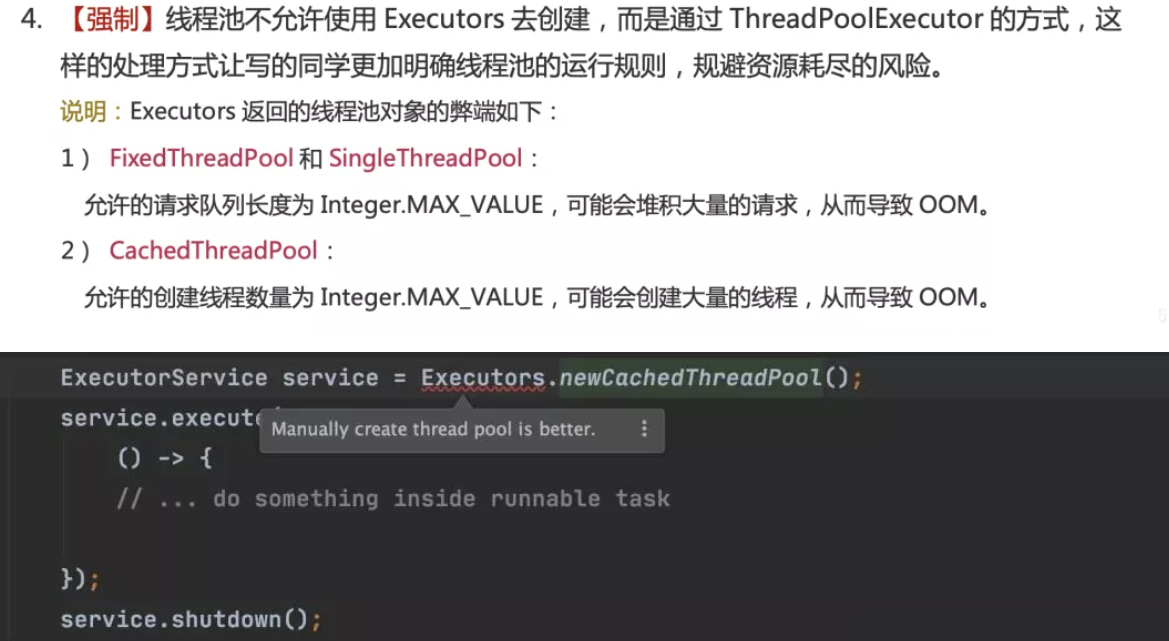 4. 【强制】线程池不允许使用 Executors 去创建，而是通过 ThreadPoolExecutor 的方式，这
样的处理方式让写的同学更加明确线程池的运行规则，规避资源耗尽的风险。
说明：Executors 返回的线程池对象的弊端如下：
1） FixedThreadPool 和 SingleThreadPool：
允许的请求队列长度为 Integer.MAX_VALUE，可能会堆积大量的请求，从而导致 OOM。
2） CachedThreadPool：
允许的创建线程数量为 Integer.MAX_VALUE，可能会创建大量的线程，从而导致 OOM。
ExecutorService service = Executors.newCachedThreadPool();
service.execute
Manually create thread pool is better.
() -> {
// ... do something inside runnable task
});
service.shutdown();